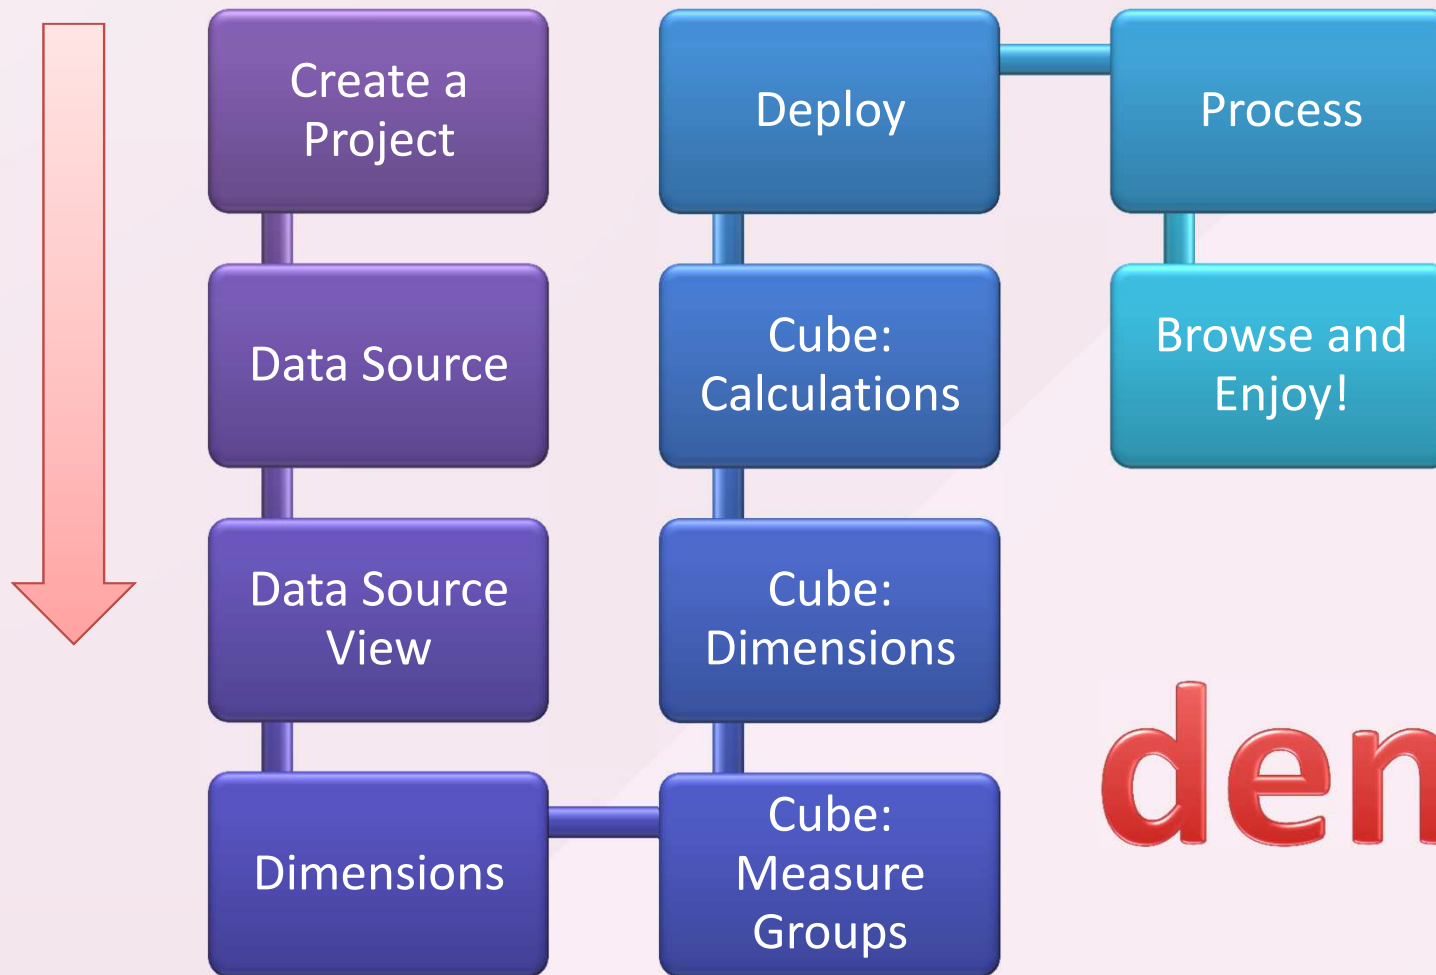 Create a
Project
Data Source
Data Source
View
Dimensions
Cube:
Measure
Groups
Cube:
Dimensions
Cube:
Calculations
Deploy
Process
Browse and
Enjoy!